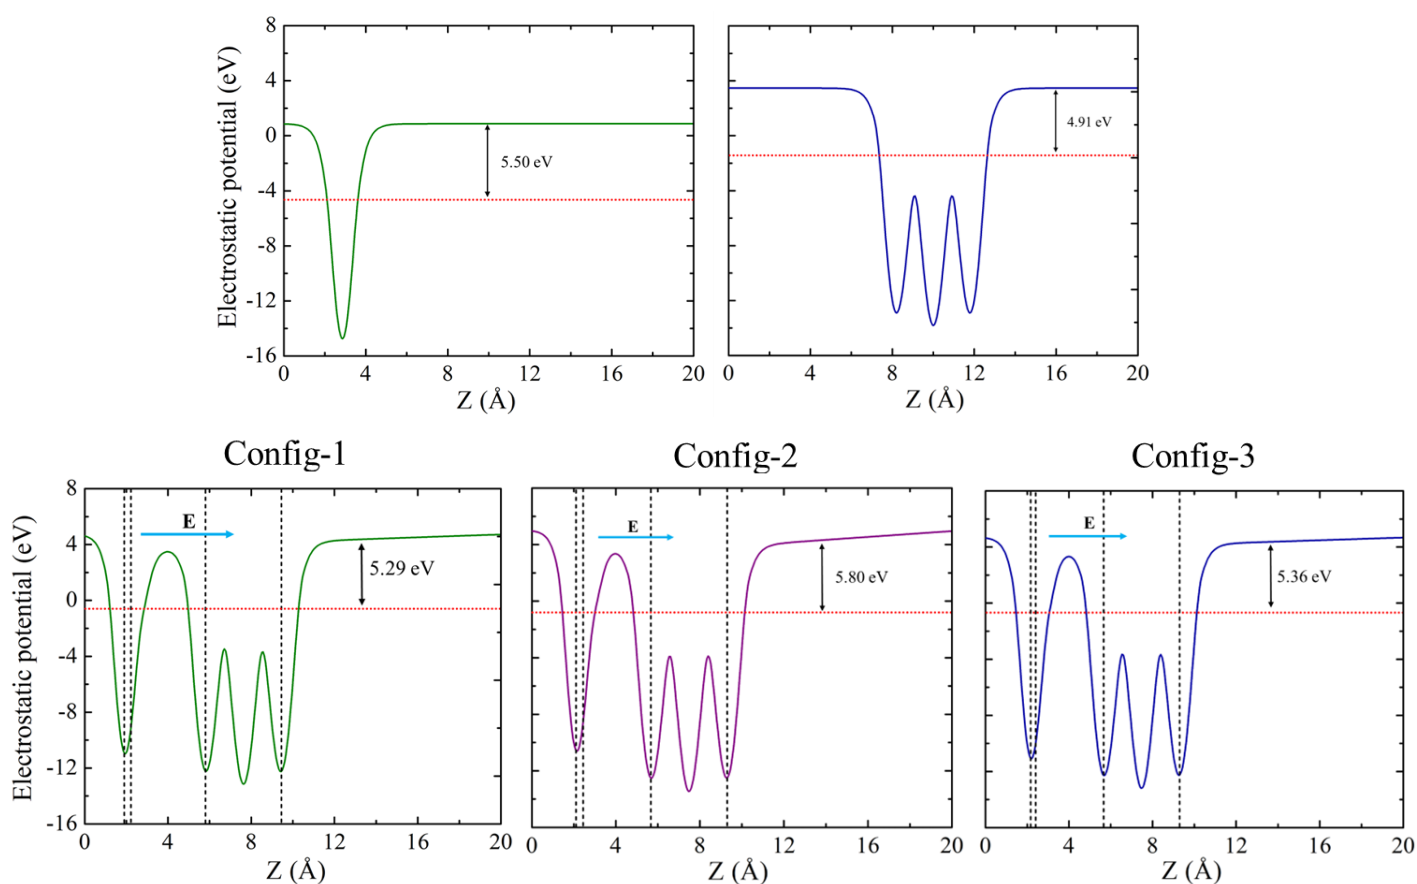 8
4
0
-4
-8
-12
-16
Electrostatic potential (eV)
5.50 eV
4.91 eV
0 4 8 12 16 20
0 4 8 12 16 20
Z (Å)
Z (Å)
Config-1
Config-2
Config-3
8
4
0
-4
-8
-12
-16
Electrostatic potential (eV)
E
5.29 eV
E
5.80 eV
E
5.36 eV
0 4 8 12 16 20
0 4 8 12 16 20
0 4 8 12 16 20
Z (Å)
Z (Å)
Z (Å)